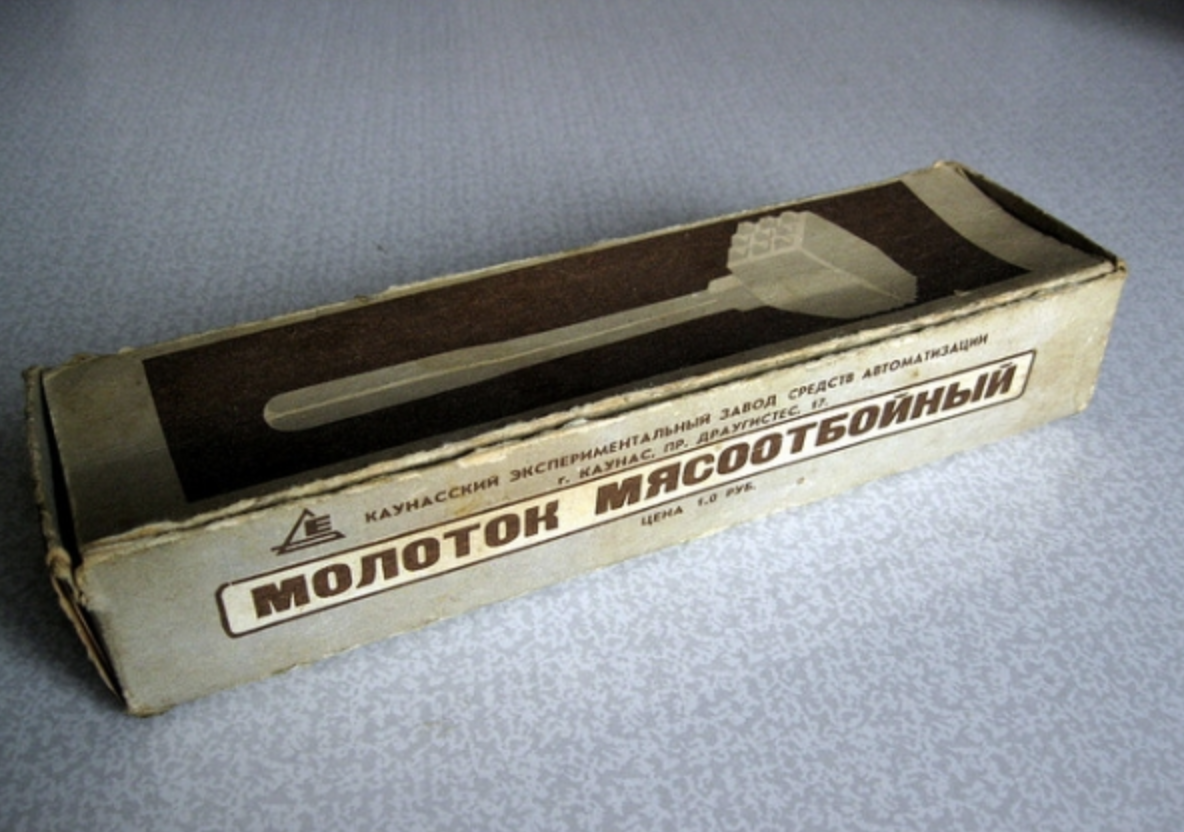 КАУНАССКИЙ ЭКСПЕРИМЕНТАЛЬНЫЙ ЗАВОД СРЕДСТВ АВТОМАТИЗАЦИИ
г. КАУНАС, ПР. ДРАУГИСТЕС, 17.
Е
МОЛОТОК МЯСООТБОЙНЫЙ
ЦЕНА 1.0 РУБ.